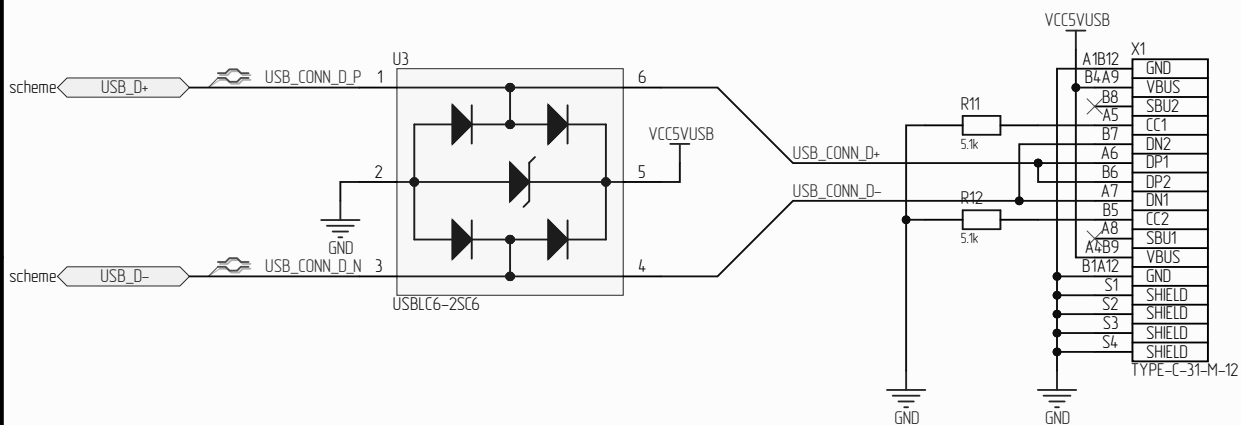 VCC5VUSB
U3
X1
scheme USB_D+ USB_CONN_D_P 1 6
A1B12 GND
B4A9 VBUS
B8 SBU2
R11 A5 CC1
5.1k
VCC5VUSB
B7 DN2
USB_CONN_D+ A6 DP1
2 5
B6 DP2
USB_CONN_D- A7 DN1
R12 B5 CC2
5.1k
GND
A8 SBU1
A4B9 VBUS
scheme USB_D- USB_CONN_D_N 3 4
B1A12 GND
S1 SHIELD
USBLC6-2SC6
S2 SHIELD
S3 SHIELD
S4 SHIELD
TYPE-C-31-M-12
GND GND